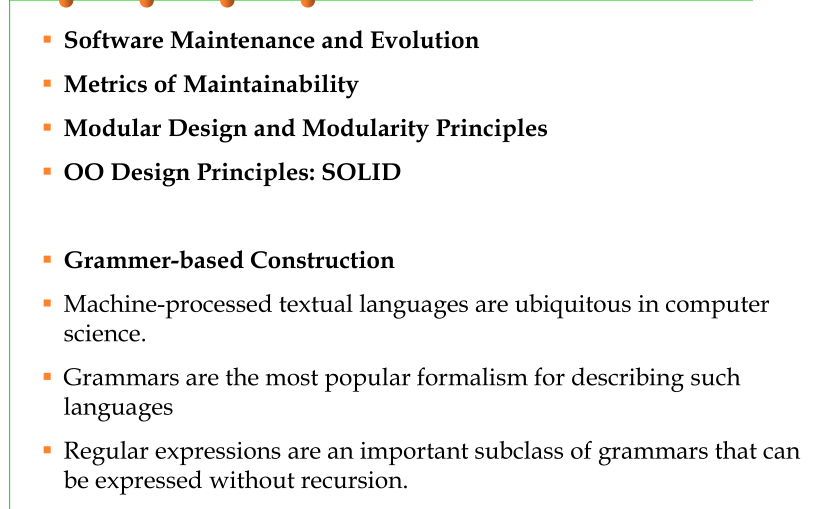 Software Maintenance and Evolution
Metrics of Maintainability
Modular Design and Modularity Principles
OO Design Principles: SOLID
Grammer-based Construction
Machine-processed textual languages are ubiquitous in computer
science.
Grammars are the most popular formalism for describing such
languages
Regular expressions are an important subclass of grammars that can
be expressed without recursion.